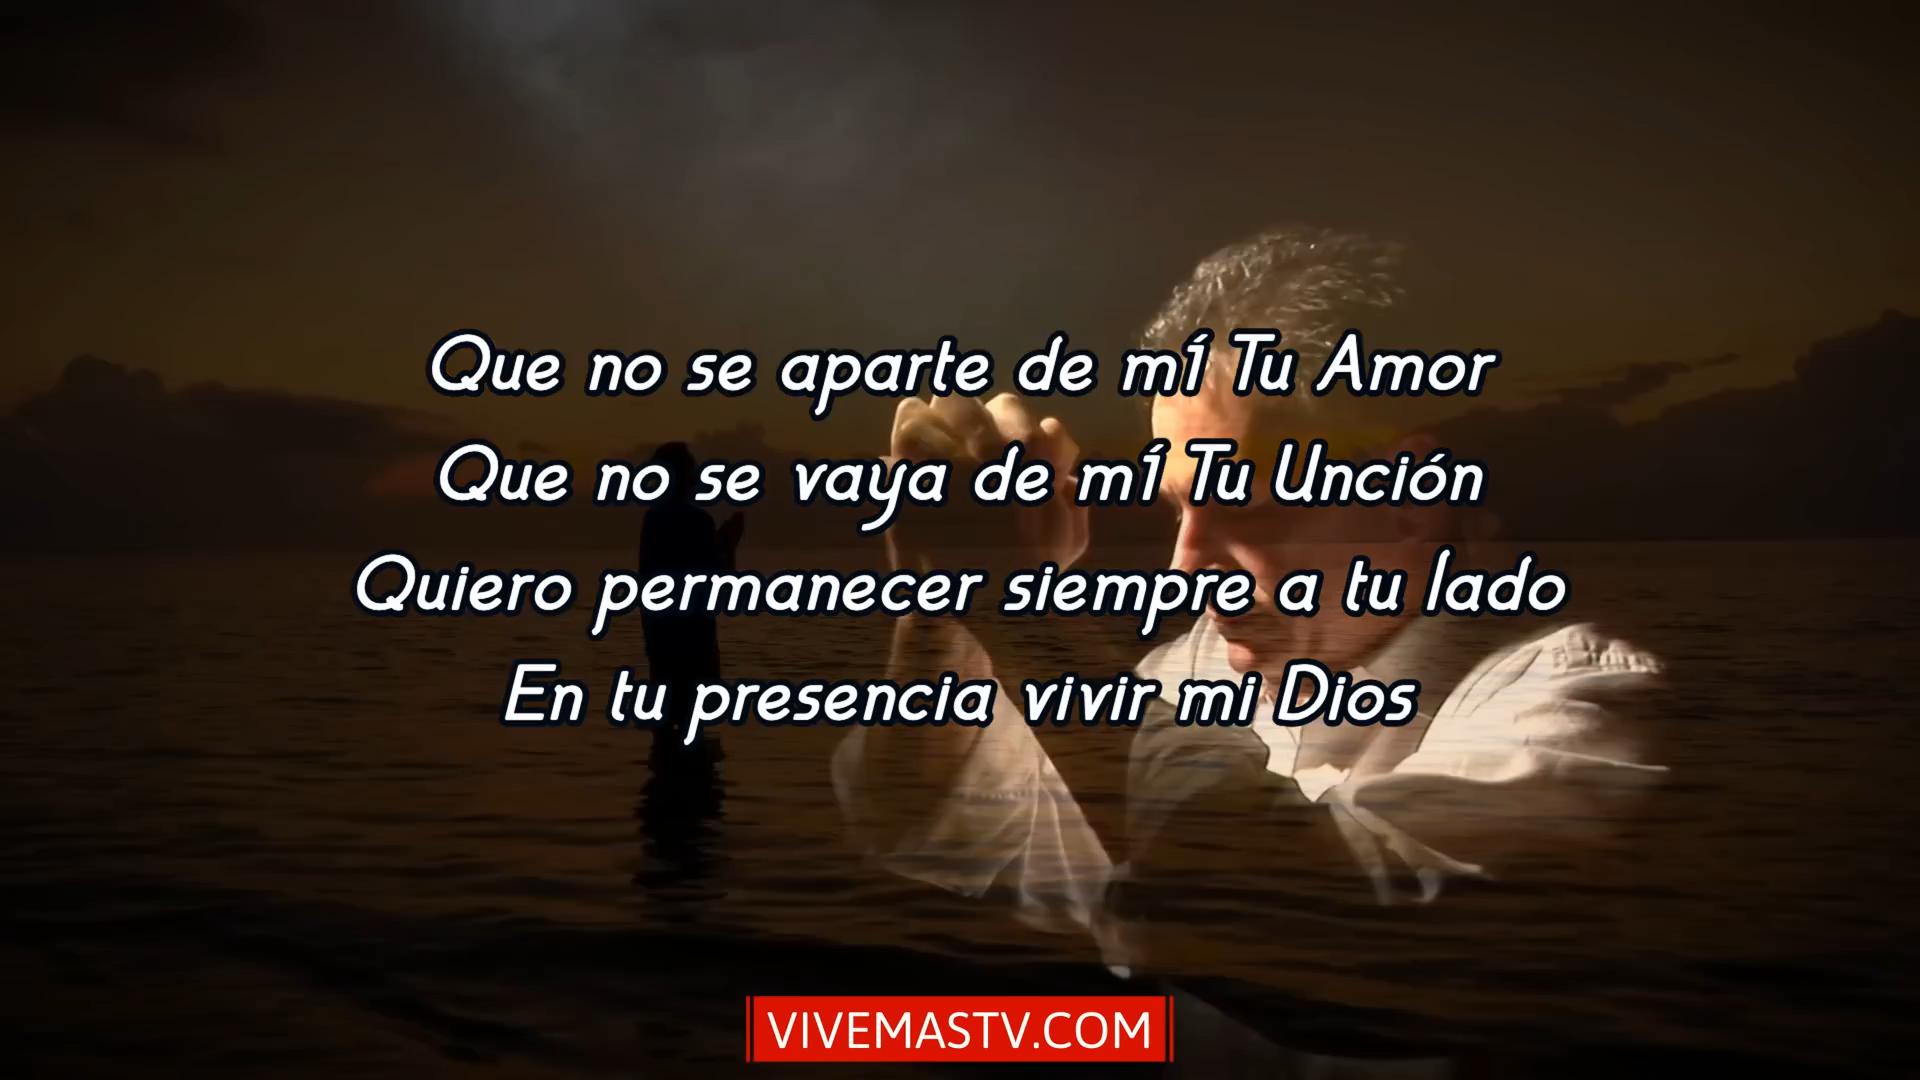 Que no se aparte de mí Tu Amor
Que no se vaya de mí Tu Unción
Quiero permanecer siempre a tu lado
En tu presencia vivir mi Dios
VIVEMASTV.COM